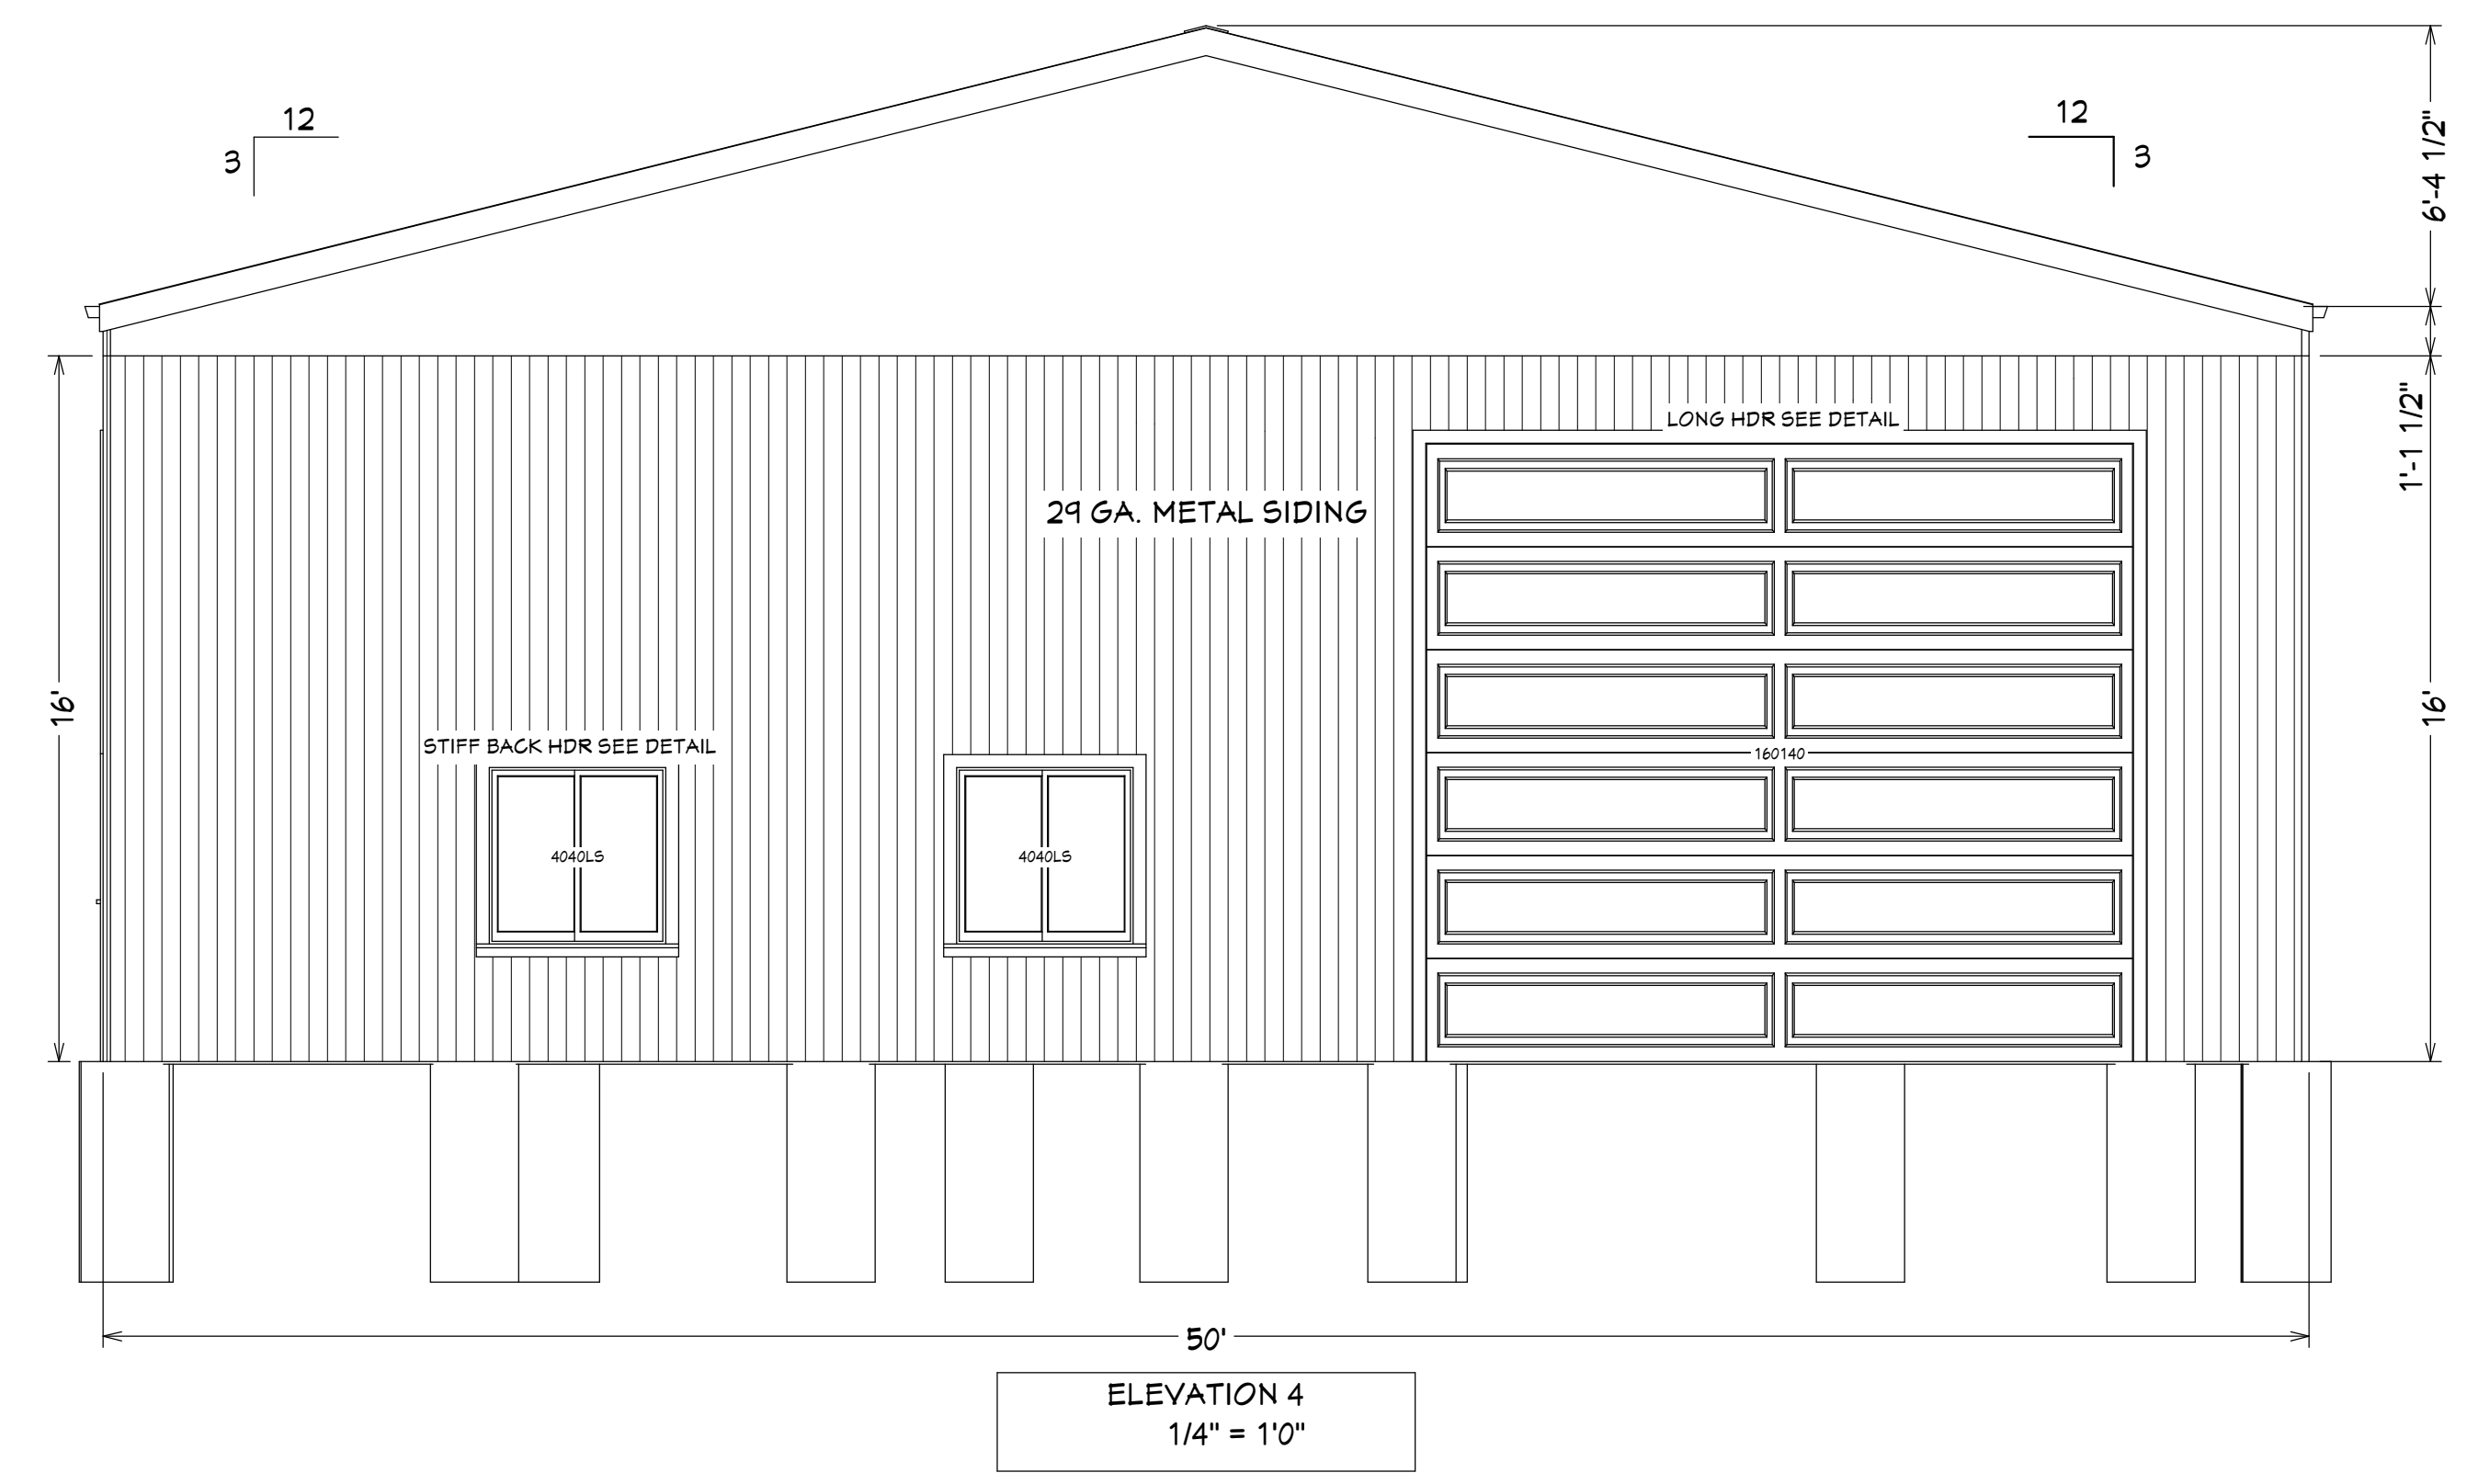 12
3
12
3
6'-4 1/2"
1'-1 1/2"
LONG HDR SEE DETAIL
29 GA. METAL SIDING
16'
16'
STIFF BACK HDR SEE DETAIL
160140
4040LS
4040LS
50'
ELEVATION 4
1/4" = 1'0"